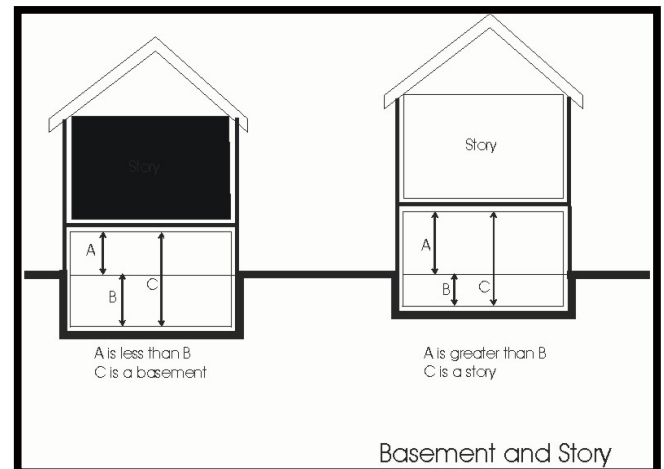 Story
Story
A
B
C
A
B
C
A is less than B
C is a basement
A is greater than B
C is a story
Basement and Story